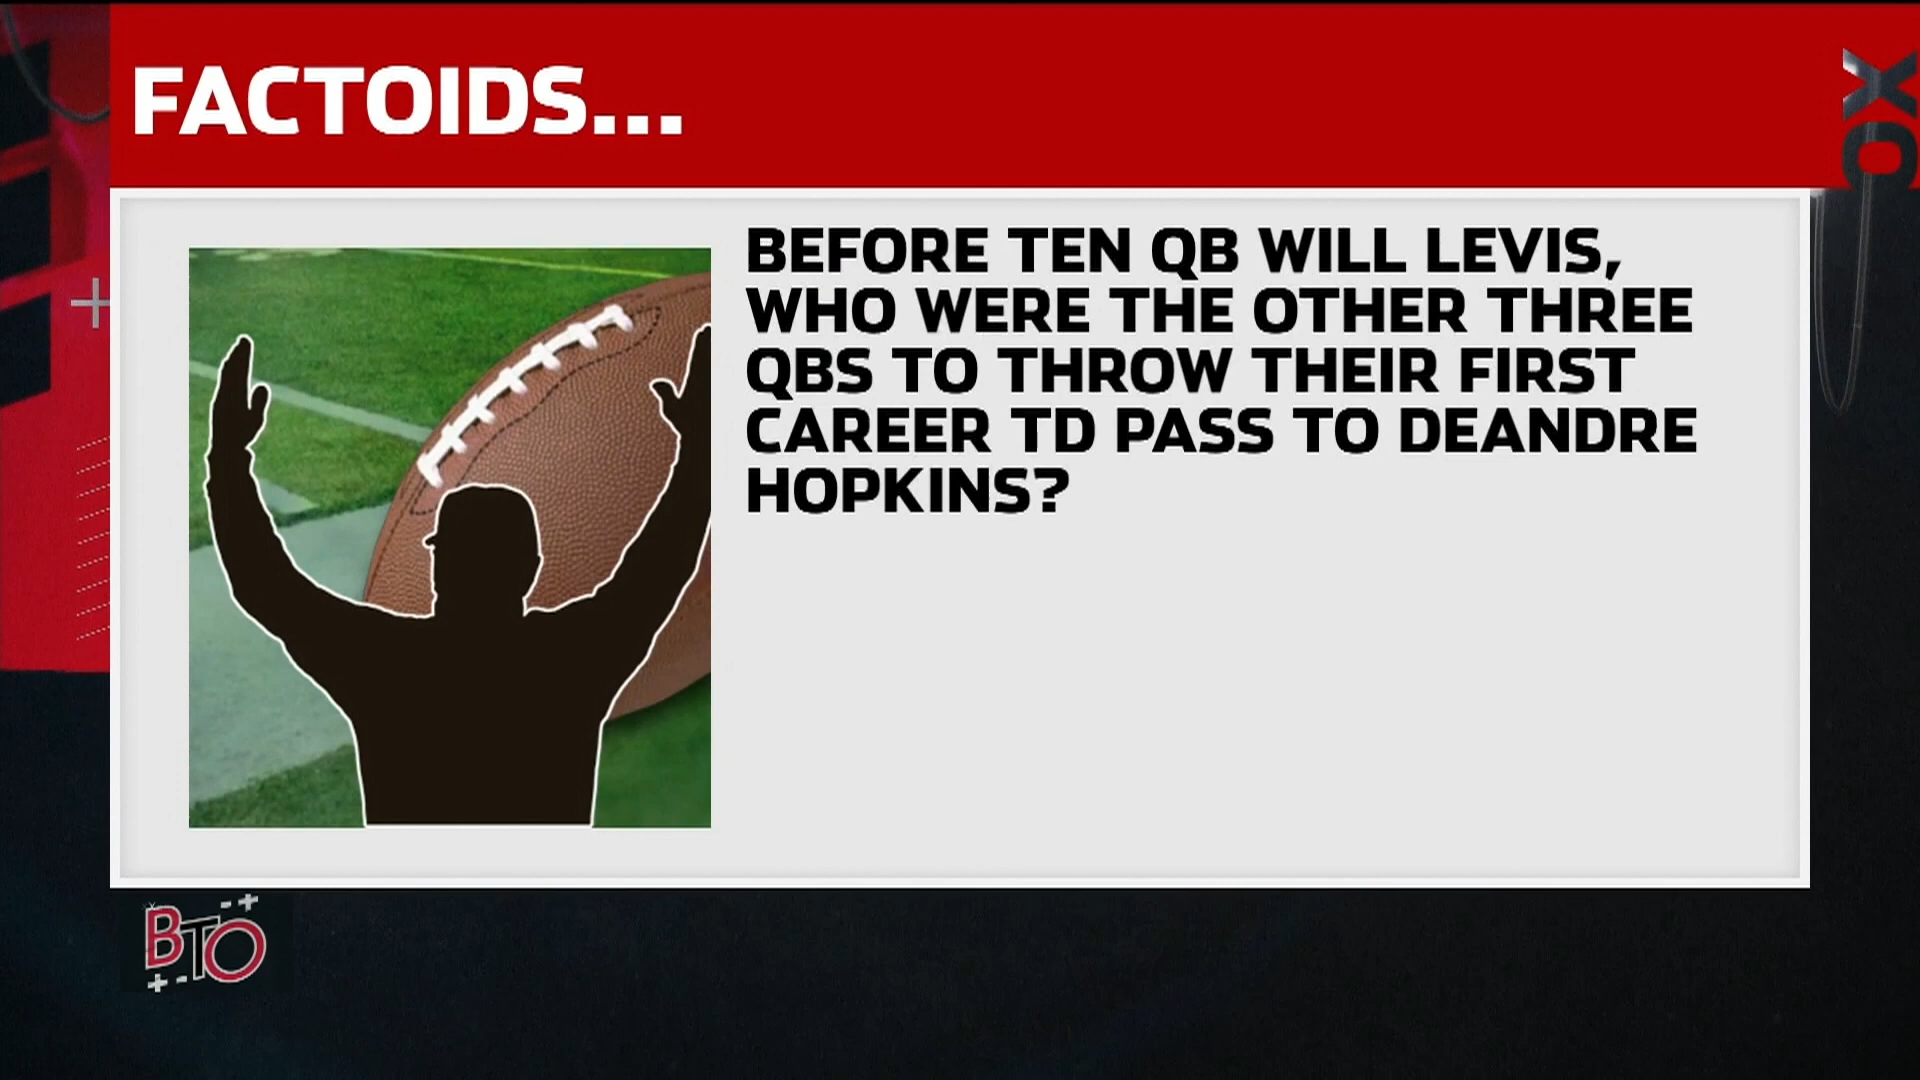 FACTOIDS...
BEFORE TEN QB WILL LEVIS,
WHO WERE THE OTHER THREE
QBS TO THROW THEIR FIRST
CAREER TD PASS TO DEANDRE
HOPKINS?
BTO